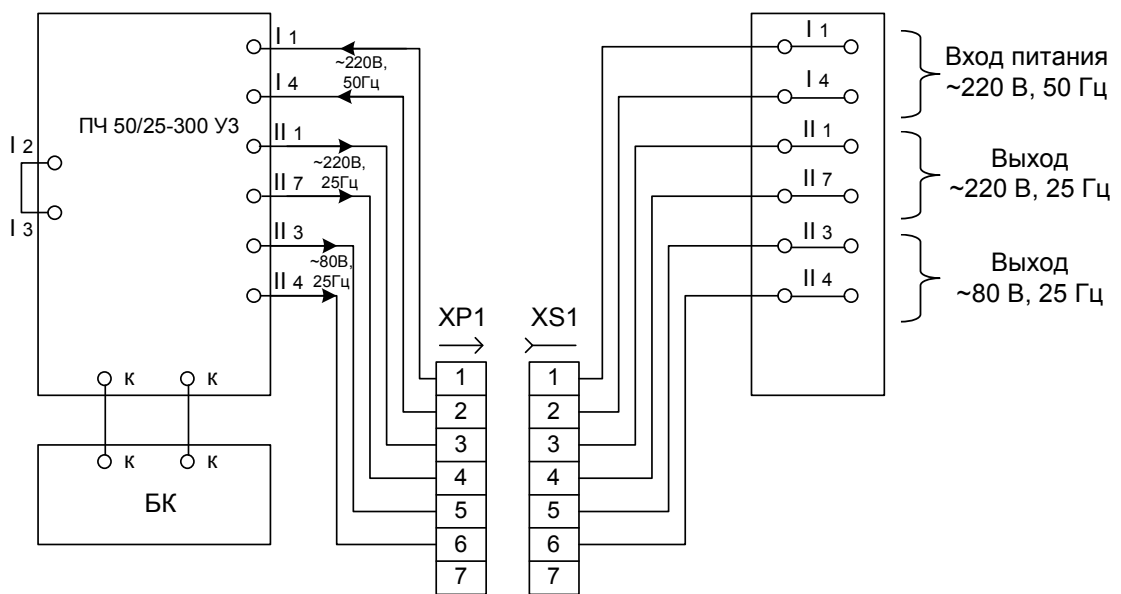 I 1
~220В,
50Гц
I 4
ПЧ 50/25-300 У3
I 2
I 3
II 1
~220В,
25Гц
II 7
II 3
~80В,
25Гц
II 4
к к
к к
БК
XP1
1
2
3
4
5
6
7
XS1
1
2
3
4
5
6
7
I 1
I 4
II 1
II 7
II 3
II 4
Вход питания
~220 В, 50 Гц
Выход
~220 В, 25 Гц
Выход
~80 В, 25 Гц